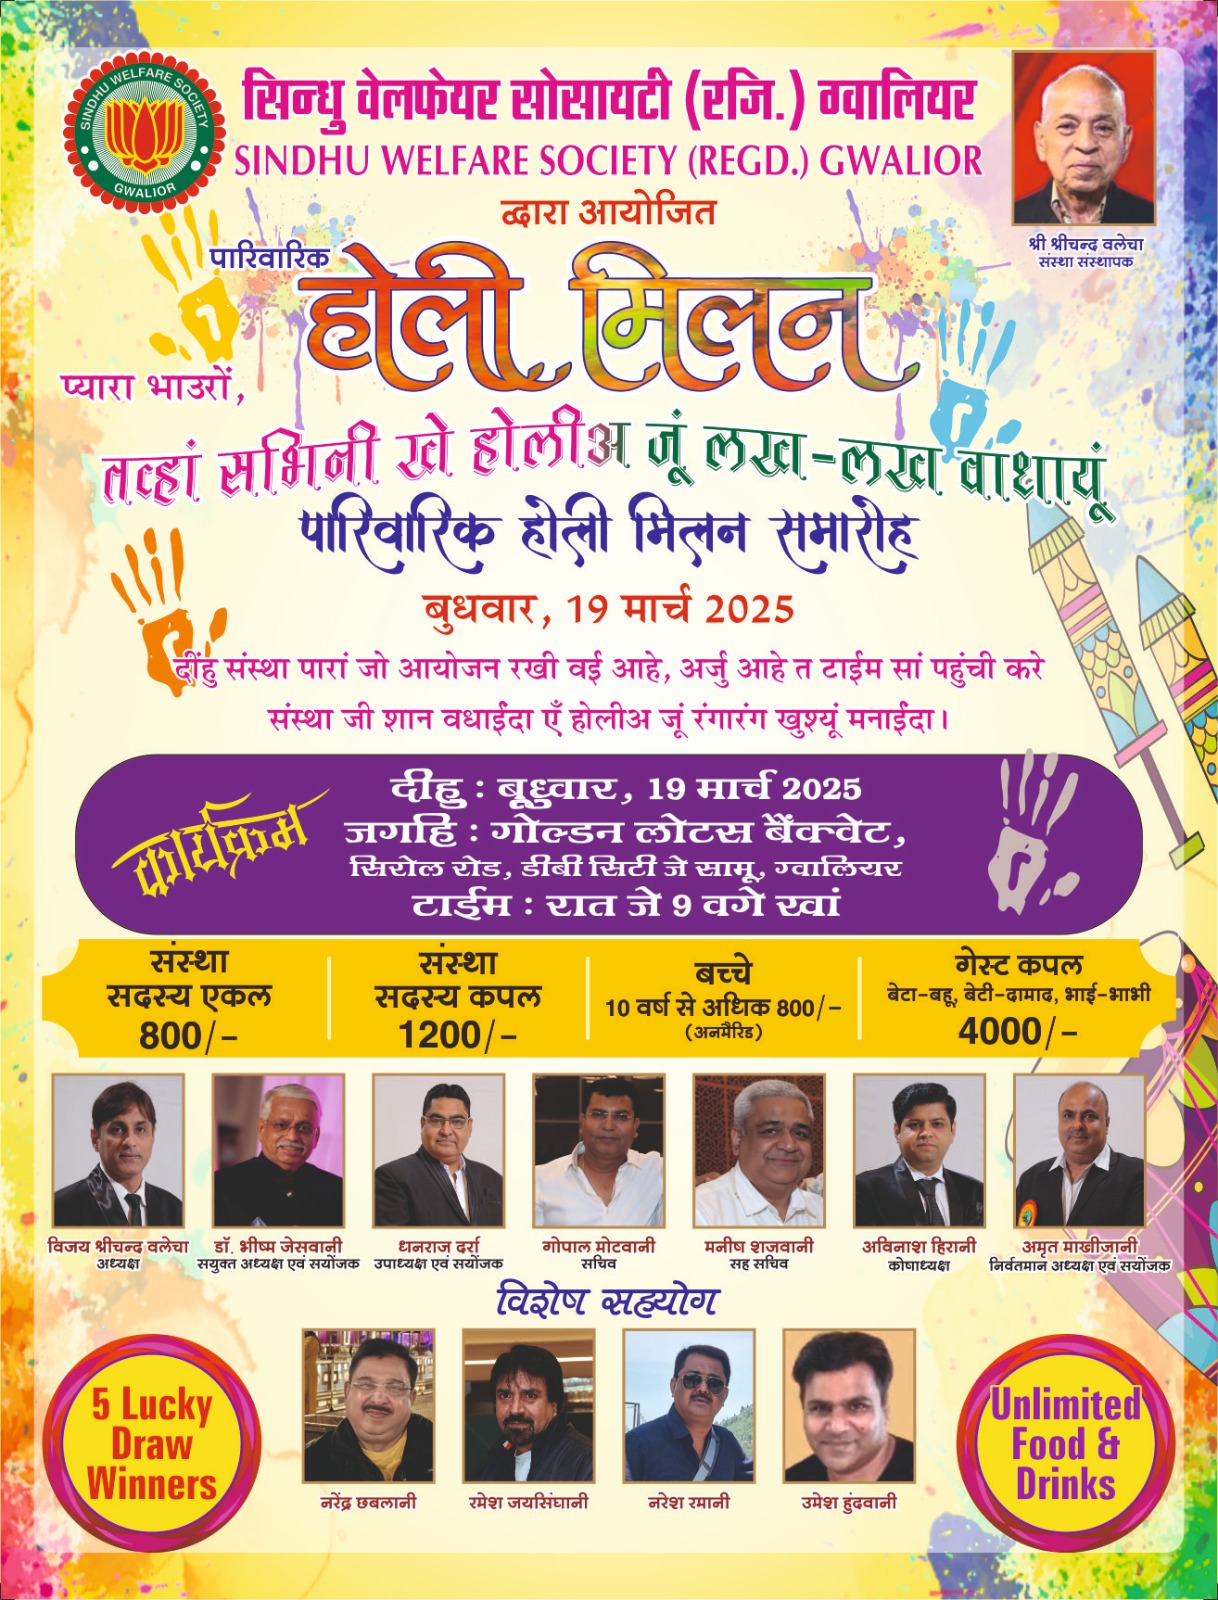 SINDHU WELFARE SOCIETY
GWALIOR
सिन्धु वेलफेयर सोसायटी (रजि.) ग्वालियर
SINDHU WELFARE SOCIETY (REGD.) GWALIOR
द्वारा आयोजित
श्री श्रीचन्द वलेचा
संस्था संस्थापक
पारिवारिक
होली मिलन
प्यारा भाउरों,
तव्हां सभिनी खे होलीअ जूं लख-लख वाधायूं
पारिवारिक होली मिलन समारोह
बुधवार, 19 मार्च 2025
दींहु संस्था पारां जो आयोजन रखी वई आहे, अर्जु आहे त टाईम सां पहुंची करे
संस्था जी शान वधाईंदा एँ होलीअ जूं रंगारंग खुश्यूं मनाईंदा।
कार्यक्रम
दीहु : बूधुवार, 19 मार्च 2025
जगहि : गोल्डन लोटस बैंक्वेट,
सिरोल रोड, डीबी सिटी जे सामू, ग्वालियर
टाईम : रात जे 9 वगे खां
संस्था
सदस्य एकल
800/-
संस्था
सदस्य कपल
1200/-
बच्चे
10 वर्ष से अधिक 800/-
(अनमैरिड)
गेस्ट कपल
बेटा-बहू, बेटी-दामाद, भाई-भाभी
4000/-
विजय श्रीचन्द वलेचा
अध्यक्ष
डॉ. भीष्म जेसवानी
सयुक्त अध्यक्ष एवं सयोंजक
धनराज दर्रा
उपाध्यक्ष एवं सयोंजक
गोपाल मोटवानी
सचिव
मनीष शजवानी
सह सचिव
अविनाश हिरानी
कोषाध्यक्ष
अमृत माखीजानी
निर्वतमान अध्यक्ष एवं सयोंजक
विशेष सहयोग
नरेंद्र छबलानी
रमेश जयसिंघानी
नरेश रमानी
उमेश हुंदवानी
5 Lucky
Draw
Winners
Unlimited
Food &
Drinks